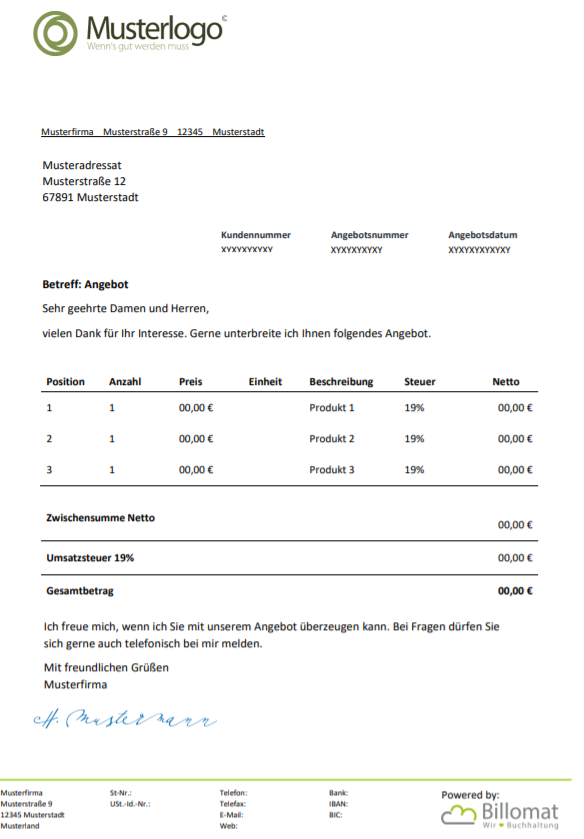 Musterlogo©
Wenn's gut werden muss
Musterfirma Musterstraße 9 12345 Musterstadt
Musteradressat
Musterstraße 12
67891 Musterstadt
Kundennummer Angebotsnummer Angebotsdatum
XYXYXYXYXY XYXYXYXYXY XYXYXYXYXYXY
Betreff: Angebot
Sehr geehrte Damen und Herren,
vielen Dank für Ihr Interesse. Gerne unterbreite ich Ihnen folgendes Angebot.
Position Anzahl Preis Einheit Beschreibung Steuer Netto
1 1 00,00 € Produkt 1 19% 00,00 €
2 1 00,00 € Produkt 2 19% 00,00 €
3 1 00,00 € Produkt 3 19% 00,00 €
Zwischensumme Netto 00,00 €
Umsatzsteuer 19% 00,00 €
Gesamtbetrag 00,00 €
Ich freue mich, wenn ich Sie mit unserem Angebot überzeugen kann. Bei Fragen dürfen Sie
sich gerne auch telefonisch bei mir melden.
Mit freundlichen Grüßen
Musterfirma
H. Mustermann
Musterfirma St-Nr.: Telefon: Bank: Powered by:
Musterstraße 9 USt.-Id.-Nr.: Telefax: IBAN: Billomat
12345 Musterstadt E-Mail: BIC: Wir ♥ Buchhaltung
Musterland Web: